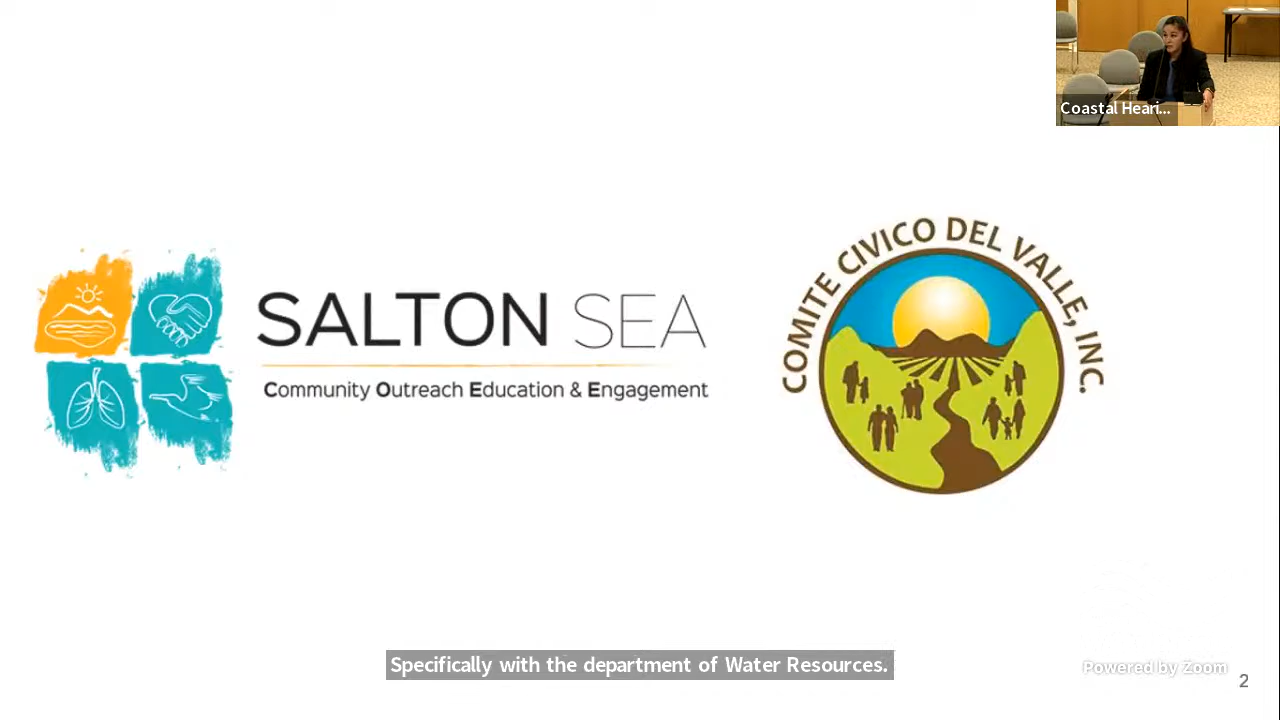 Coastal Heari...
SALTON SEA
Community Outreach Education & Engagement
COMITE CIVICO DEL VALLE, INC.
Specifically with the department of Water Resources.
Powered by Zoom
2